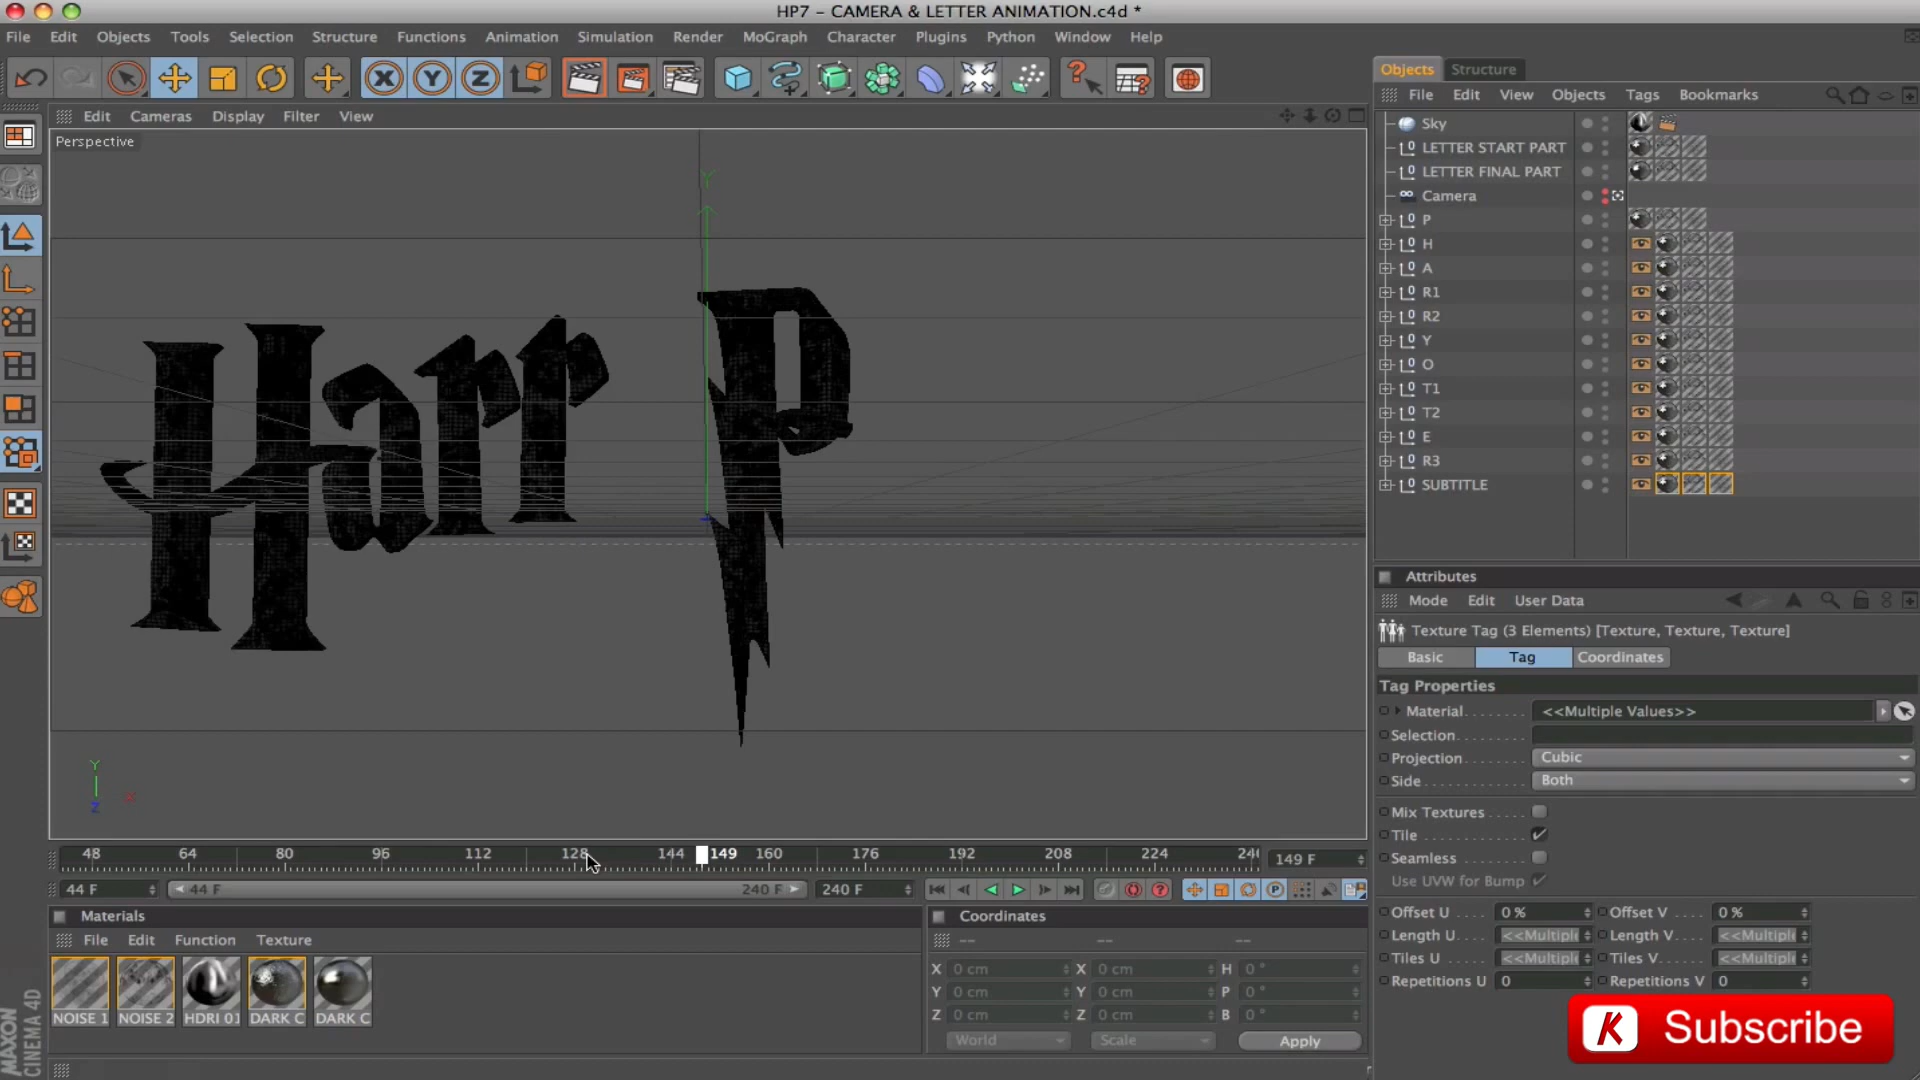 HP7 - CAMERA & LETTER ANIMATION.c4d *
File Edit Objects Tools Selection Structure Functions Animation Simulation Render MoGraph Character Plugins Python Window Help
Edit Cameras Display Filter View
Perspective
Y
Harr P
Y
Z
X
48 64 80 96 112 128 144 149 160 176 192 208 224 149 F
44 F 44 F 240 F 240 F
Materials
File Edit Function Texture
NOISE 1 NOISE 2 HDRI 01 DARK C DARK C
MAXON
CINEMA 4D
Coordinates
-- -- --
X 0 cm X 0 cm H 0 °
Y 0 cm Y 0 cm P 0 °
Z 0 cm Z 0 cm B 0 °
World Scale Apply
Objects Structure
File Edit View Objects Tags Bookmarks
Sky
LETTER START PART
LETTER FINAL PART
Camera
P
H
A
R1
R2
Y
O
T1
T2
E
R3
SUBTITLE
Attributes
Mode Edit User Data
Texture Tag (3 Elements) [Texture, Texture, Texture]
Basic Tag Coordinates
Tag Properties
Material <<Multiple Values>>
Selection
Projection Cubic
Side Both
Mix Textures
Tile
Seamless
Use UVW for Bump
Offset U 0 % Offset V 0 %
Length U <<Multipl Length V <<Multipl
Tiles U <<Multipl Tiles V <<Multipl
Repetitions U 0 Repetitions V 0
K Subscribe